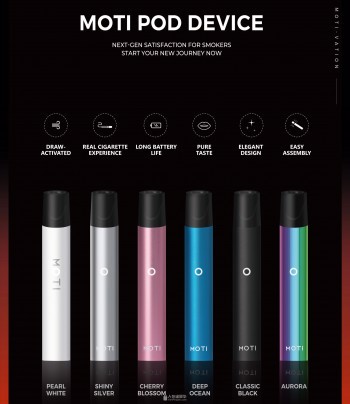 MOTI POD DEVICE
NEXT-GEN SATISFACTION FOR SMOKERS
START YOUR NEW JOURNEY NOW
MOTI-VATION
DRAW-
ACTIVATED
REAL CIGARETTE
EXPERIENCE
LONG BATTERY
LIFE
PURE
TASTE
ELEGANT
DESIGN
EASY
ASSEMBLY
MOTI
MOTI
MOTI
MOTI
MOTI
MOTI
PEARL
WHITE
SHINY
SILVER
CHERRY
BLOSSOM
DEEP
OCEAN
CLASSIC
BLACK
AURORA